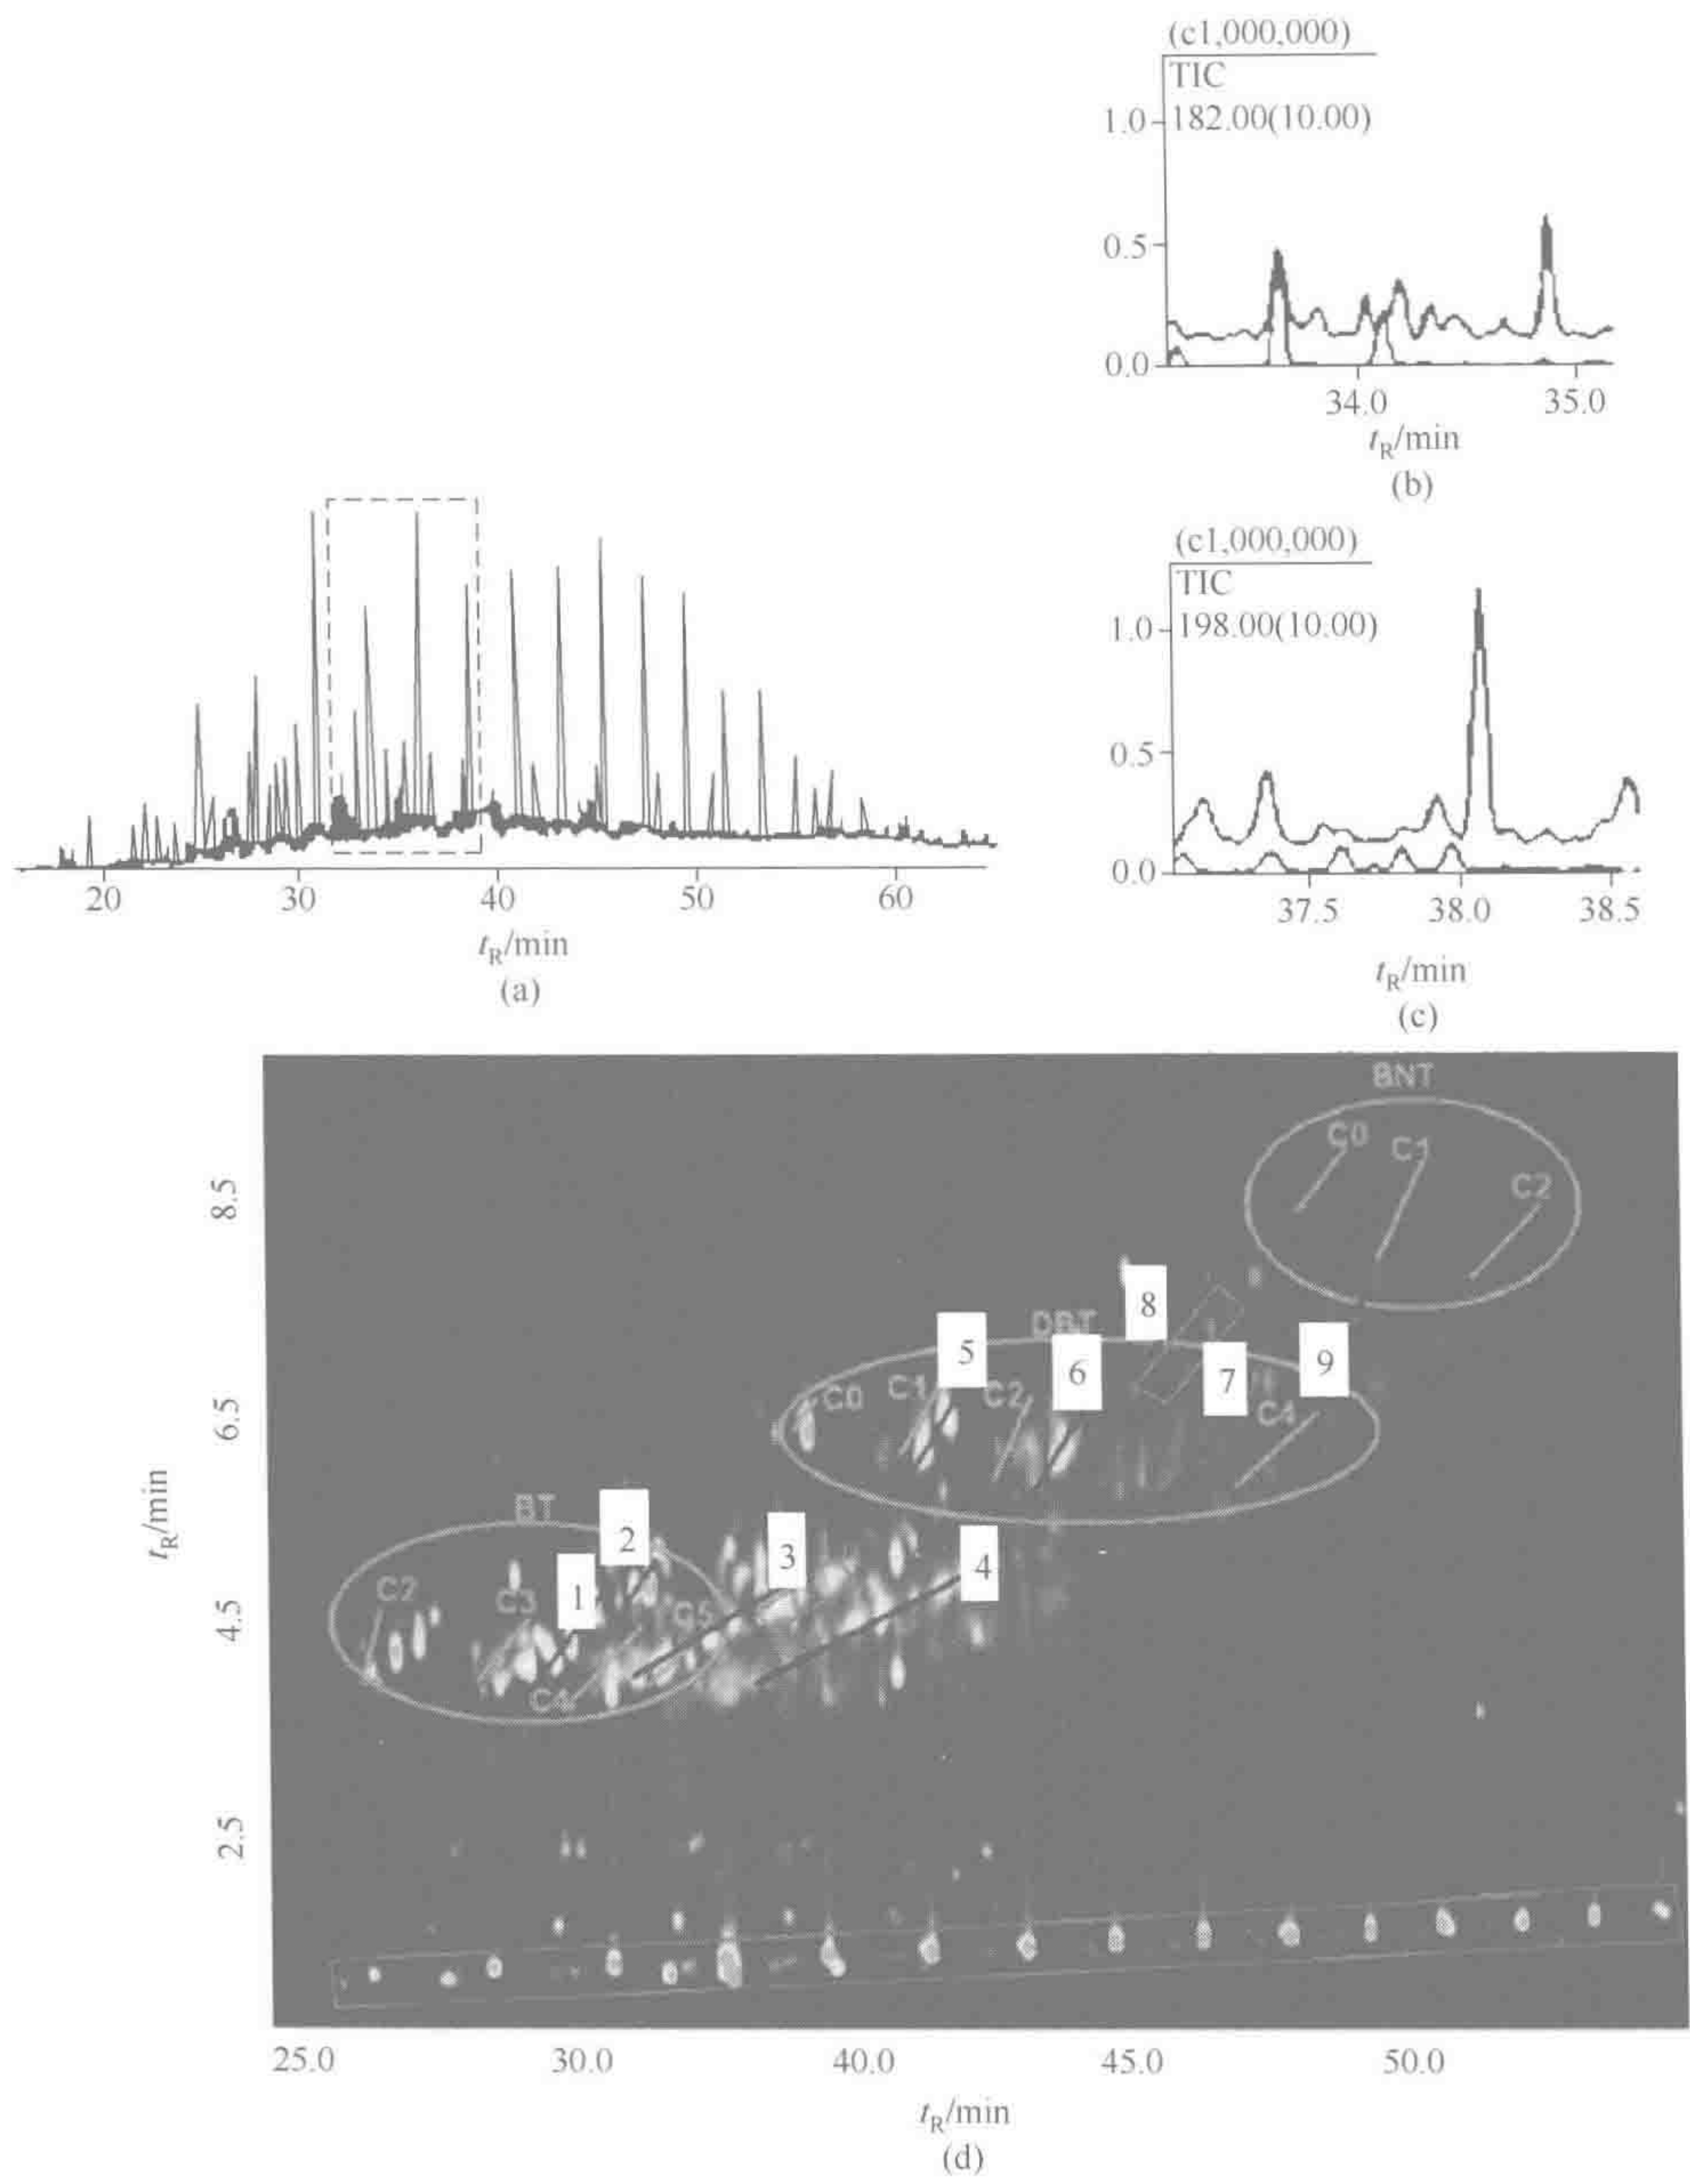 (c1,000,000)
TIC
182.00(10.00)
1.0
0.5
0.0
34.0 35.0
tR/min
(b)
20 30 40 50 60
tR/min
(a)
(c1,000,000)
TIC
198.00(10.00)
1.0
0.5
0.0
37.5 38.0 38.5
tR/min
(c)
BNT
C0
C1
C2
8.5
8
DBT
5
6
7
9
C0
C1
C2
C4
6.5
BT
2
3
4
1
C2
C3
C5
C4
4.5
tR/min
2.5
25.0 30.0 40.0 45.0 50.0
tR/min
(d)